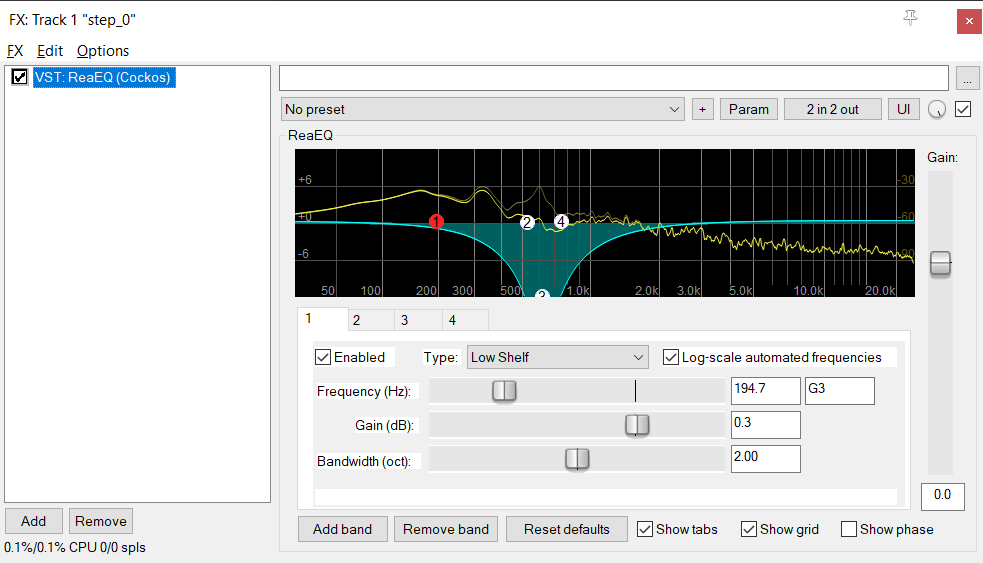 FX: Track 1 "step_0"
FX Edit Options
VST: ReaEQ (Cockos)
...
No preset
+ Param 2 in 2 out UI
ReaEQ
Gain:
+6 -30
+0 -60
-6 -90
1 2 4
3
50 100 200 300 500 1.0k 2.0k 3.0k 5.0k 10.0k 20.0k
1 2 3 4
Enabled Type: Low Shelf Log-scale automated frequencies
Frequency (Hz): 194.7 G3
Gain (dB): 0.3
Bandwidth (oct): 2.00
0.0
Add Remove
Add band Remove band Reset defaults Show tabs Show grid Show phase
0.1%/0.1% CPU 0/0 spls